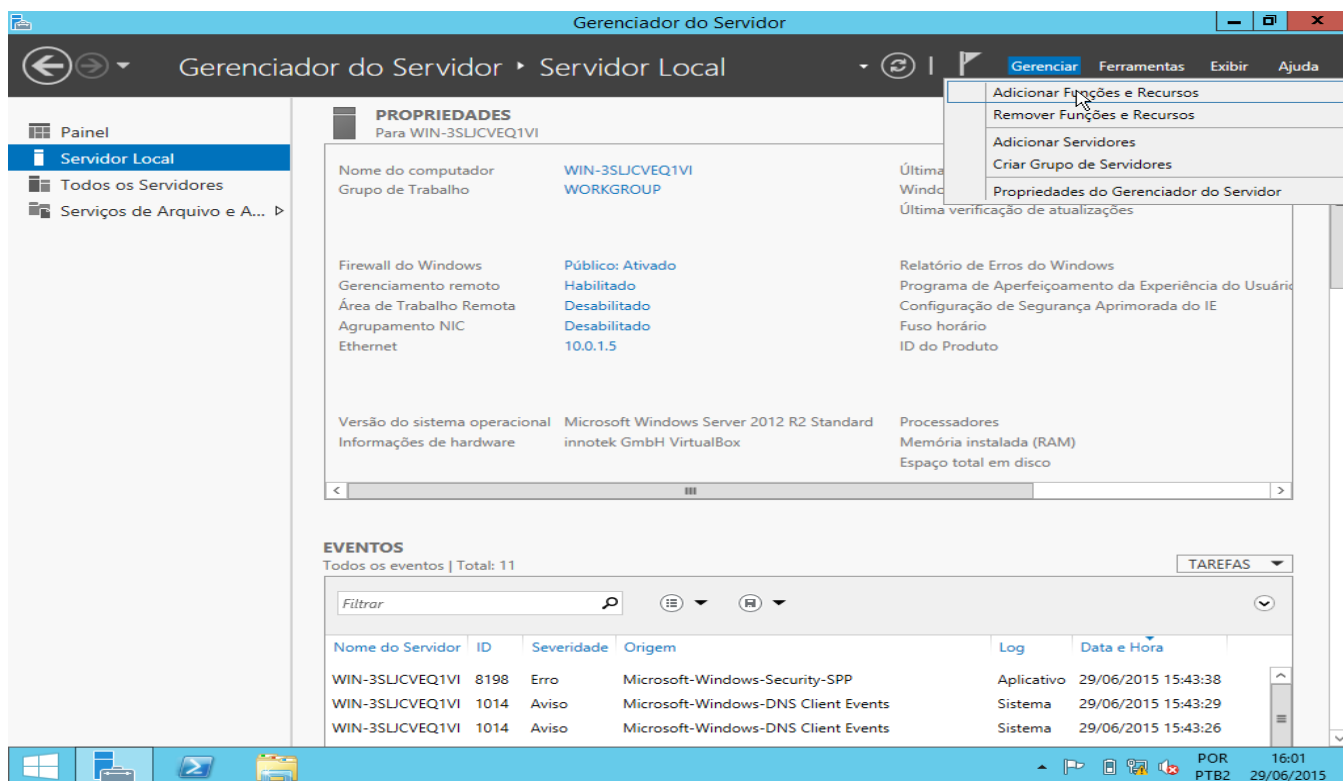 Gerenciador do Servidor
Gerenciador do Servidor ‣ Servidor Local
Gerenciar Ferramentas Exibir Ajuda
Adicionar Funções e Recursos
Remover Funções e Recursos
Adicionar Servidores
Criar Grupo de Servidores
Propriedades do Gerenciador do Servidor
Painel
Servidor Local
Todos os Servidores
Serviços de Arquivo e A...
PROPRIEDADES
Para WIN-3SLJCVEQ1VI
Nome do computador WIN-3SLJCVEQ1VI Última
Grupo de Trabalho WORKGROUP Windo
Última verificação de atualizações
Firewall do Windows Público: Ativado Relatório de Erros do Windows
Gerenciamento remoto Habilitado Programa de Aperfeiçoamento da Experiência do Usuário
Área de Trabalho Remota Desabilitado Configuração de Segurança Aprimorada do IE
Agrupamento NIC Desabilitado Fuso horário
Ethernet 10.0.1.5 ID do Produto
Versão do sistema operacional Microsoft Windows Server 2012 R2 Standard Processadores
Informações de hardware innotek GmbH VirtualBox Memória instalada (RAM)
Espaço total em disco
EVENTOS
Todos os eventos | Total: 11
TAREFAS
Filtrar
Nome do Servidor ID Severidade Origem Log Data e Hora
WIN-3SLJCVEQ1VI 8198 Erro Microsoft-Windows-Security-SPP Aplicativo 29/06/2015 15:43:38
WIN-3SLJCVEQ1VI 1014 Aviso Microsoft-Windows-DNS Client Events Sistema 29/06/2015 15:43:29
WIN-3SLJCVEQ1VI 1014 Aviso Microsoft-Windows-DNS Client Events Sistema 29/06/2015 15:43:26
POR 16:01
PTB2 29/06/2015